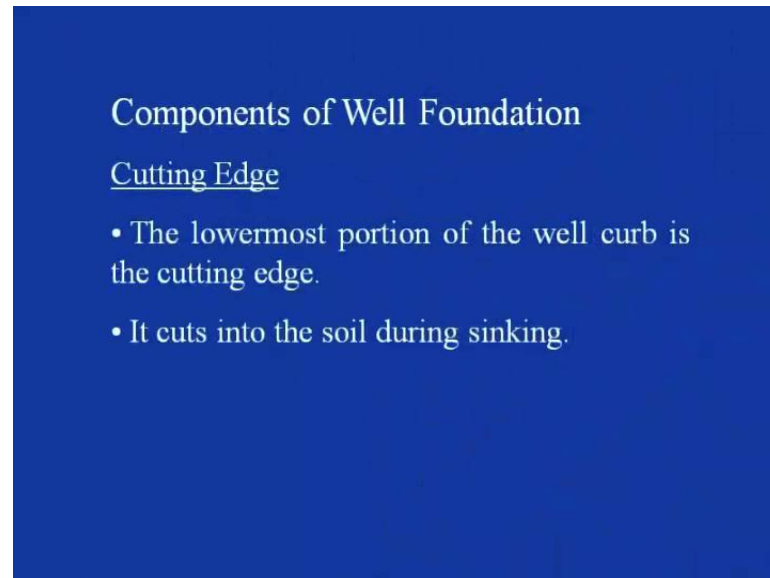 Components of Well Foundation
Cutting Edge
• The lowermost portion of the well curb is
the cutting edge.
• It cuts into the soil during sinking.